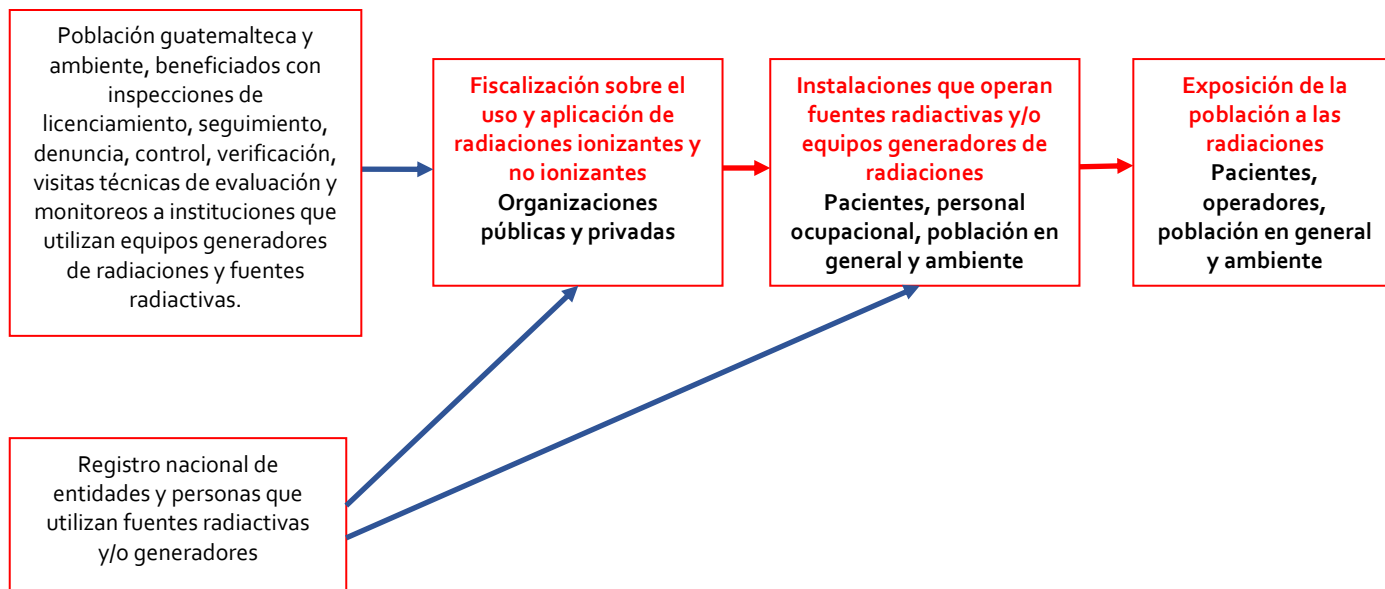 Población guatemalteca y
ambiente, beneficiados con
inspecciones de
licenciamiento, seguimiento,
denuncia, control, verificación,
visitas técnicas de evaluación y
monitoreos a instituciones que
utilizan equipos generadores
de radiaciones y fuentes
radiactivas.
Fiscalización sobre el
uso y aplicación de
radiaciones ionizantes y
no ionizantes
Organizaciones
públicas y privadas
Instalaciones que operan
fuentes radiactivas y/o
equipos generadores de
radiaciones
Pacientes, personal
ocupacional, población en
general y ambiente
Exposición de la
población a las
radiaciones
Pacientes,
operadores,
población en general
y ambiente
Registro nacional de
entidades y personas que
utilizan fuentes radiactivas
y/o generadores